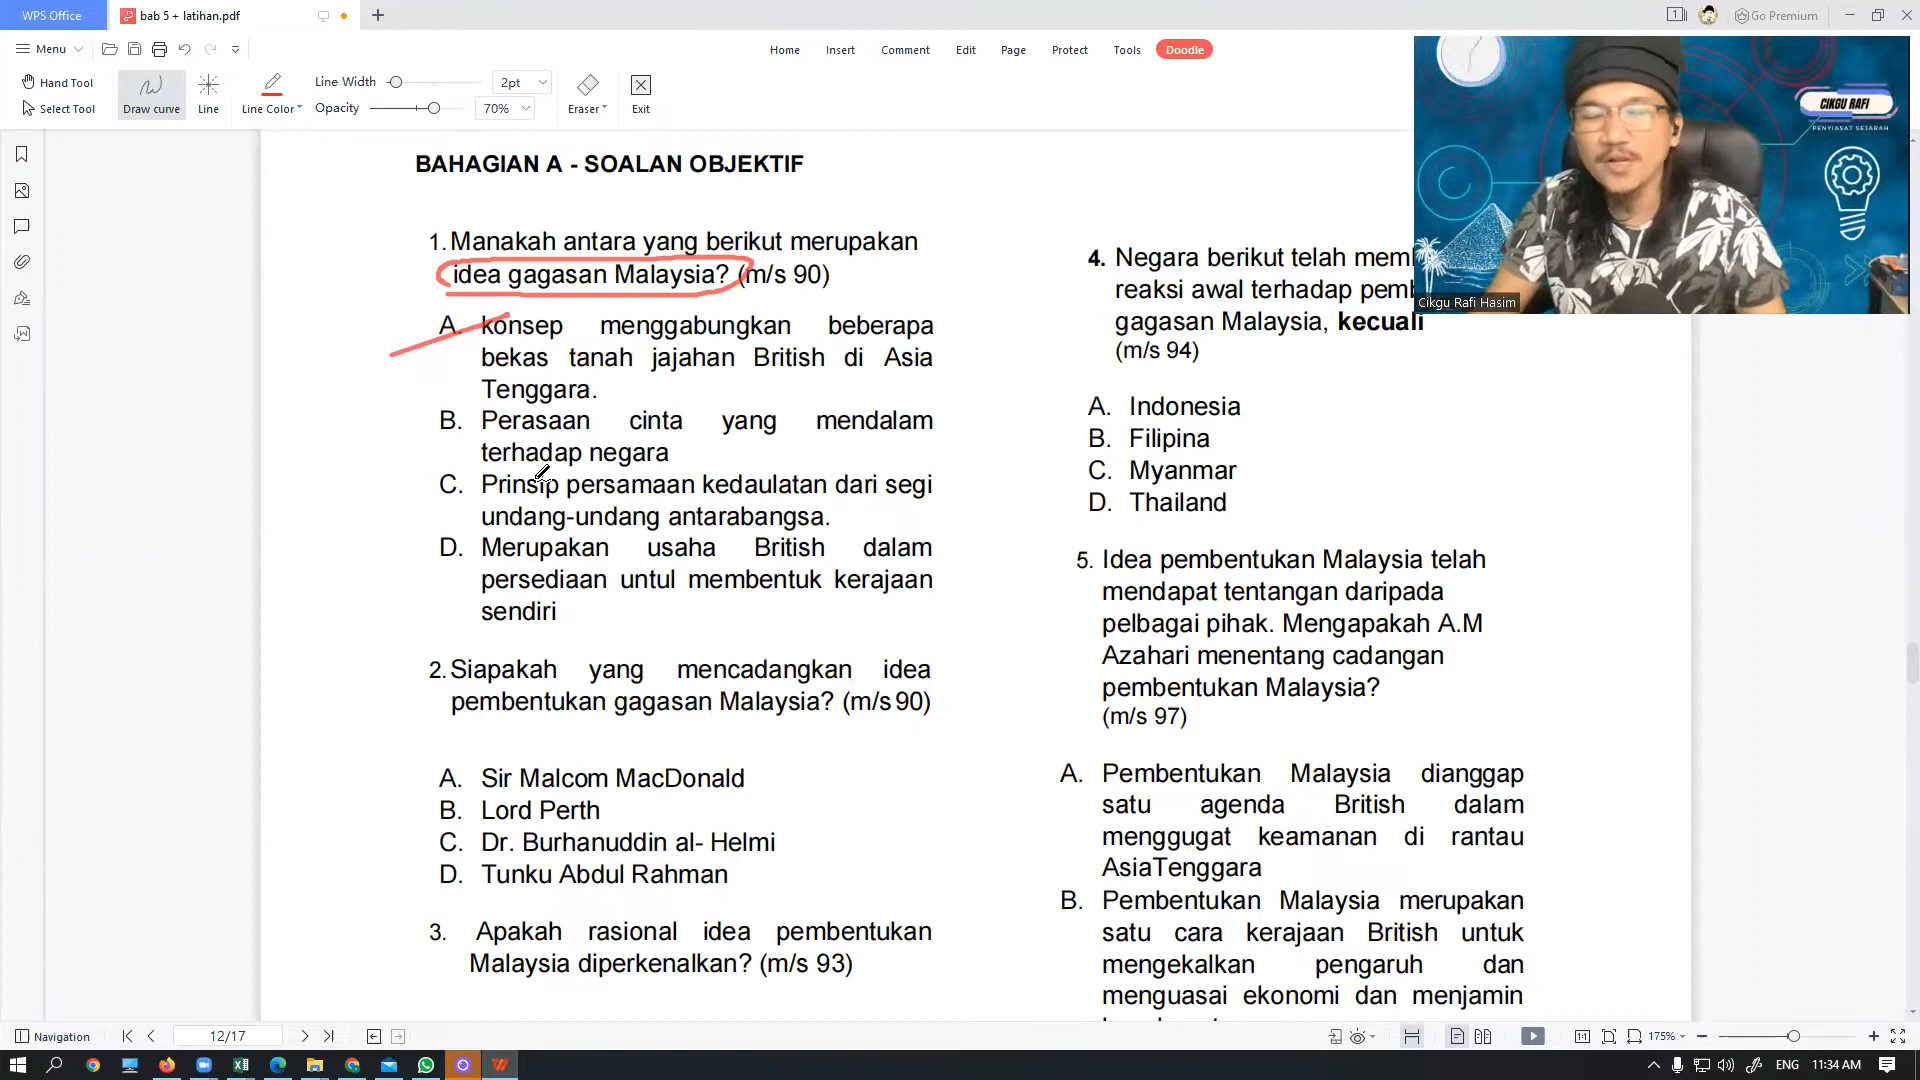 WPS Office
bab 5 + latihan.pdf
1
Go Premium
Menu
Home Insert Comment Edit Page Protect Tools Doodle
Hand Tool
Select Tool
Draw curve
Line
Line Color
Line Width 2pt
Opacity 70%
Eraser
Exit
CIKGU RAFI
PENYIASAT SEJARAH
Cikgu Rafi Hasim
BAHAGIAN A - SOALAN OBJEKTIF
1. Manakah antara yang berikut merupakan
idea gagasan Malaysia? (m/s 90)
A. konsep menggabungkan beberapa
bekas tanah jajahan British di Asia
Tenggara.
B. Perasaan cinta yang mendalam
terhadap negara
C. Prinsip persamaan kedaulatan dari segi
undang-undang antarabangsa.
D. Merupakan usaha British dalam
persediaan untul membentuk kerajaan
sendiri
2. Siapakah yang mencadangkan idea
pembentukan gagasan Malaysia? (m/s 90)
A. Sir Malcom MacDonald
B. Lord Perth
C. Dr. Burhanuddin al- Helmi
D. Tunku Abdul Rahman
3. Apakah rasional idea pembentukan
Malaysia diperkenalkan? (m/s 93)
4. Negara berikut telah mem
reaksi awal terhadap pemb
gagasan Malaysia, kecuali
(m/s 94)
A. Indonesia
B. Filipina
C. Myanmar
D. Thailand
5. Idea pembentukan Malaysia telah
mendapat tentangan daripada
pelbagai pihak. Mengapakah A.M
Azahari menentang cadangan
pembentukan Malaysia?
(m/s 97)
A. Pembentukan Malaysia dianggap
satu agenda British dalam
menggugat keamanan di rantau
AsiaTenggara
B. Pembentukan Malaysia merupakan
satu cara kerajaan British untuk
mengekalkan pengaruh dan
menguasai ekonomi dan menjamin
Navigation
12/17
175%
ENG 11:34 AM